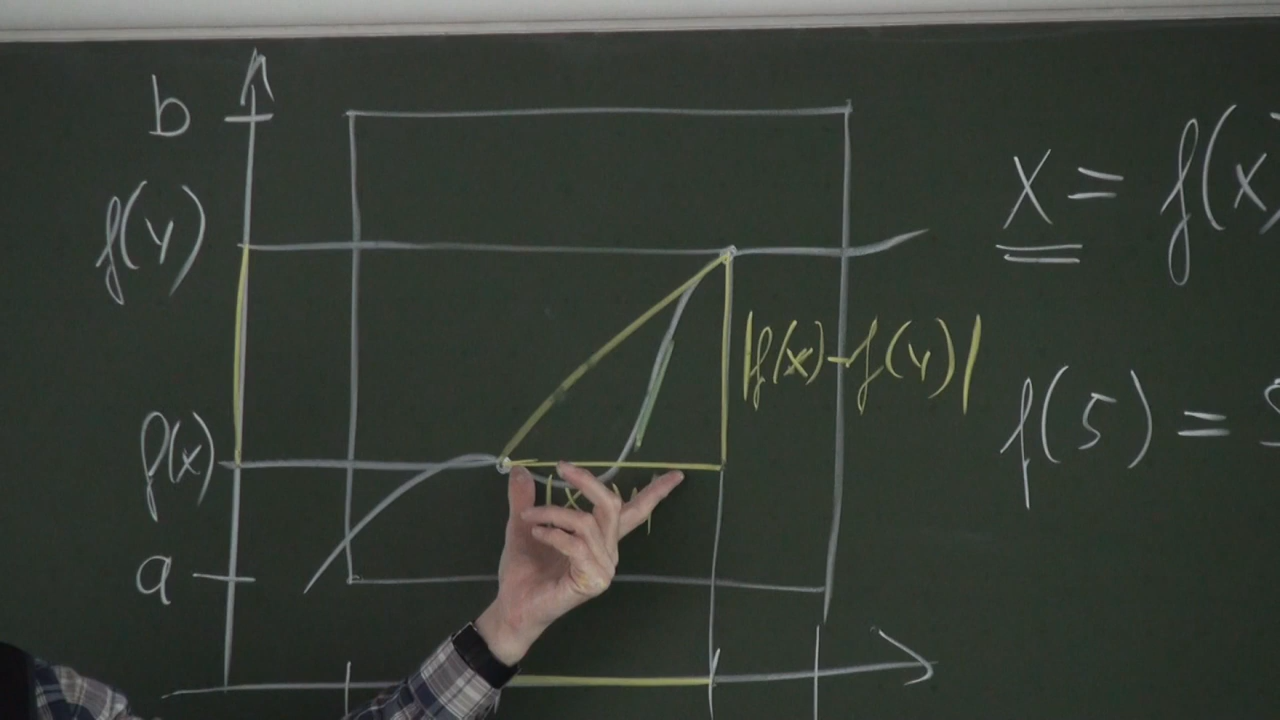 b
f(y)
|f(x)-f(y)|
f(x)
a
x = f(x)
f(5) =